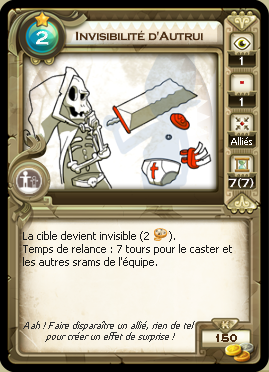 2
INVISIBILITÉ D'AUTRUI
1
1
Alliés
7(7)
La cible devient invisible (2 ).
Temps de relance : 7 tours pour le caster et
les autres srams de l'équipe.
Aah ! Faire disparaître un allié, rien de tel
pour créer un effet de surprise !
K
150